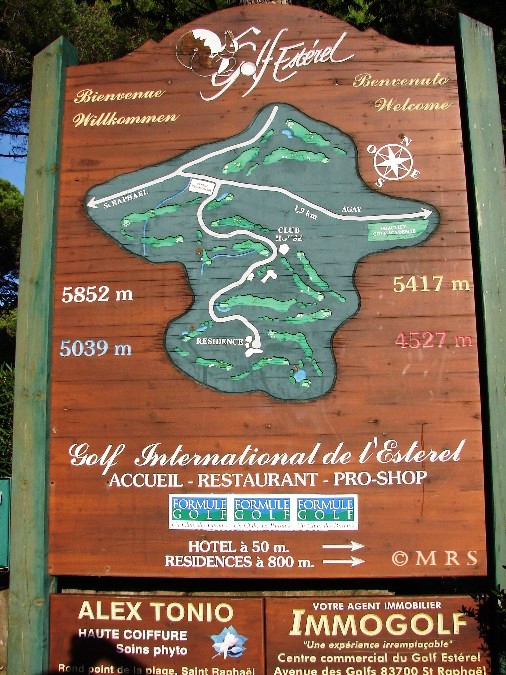 Golf Estérel
Bienvenue
Willkommen
Benvenuto
Welcome
N
O
E
S
St RAPHAEL
1,9 km
AGAY
CLUB
RESIDENCE
5852 m
5417 m
5039 m
4527 m
Golf International de l'Esterel
ACCUEIL - RESTAURANT - PRO-SHOP
FORMULE GOLF FORMULE GOLF FORMULE GOLF
HOTEL à 50 m.
RESIDENCES à 800 m.
© M R S
ALEX TONIO
HAUTE COIFFURE
Soins phyto
Rond point de la plage, Saint Raphaël
VOTRE AGENT IMMOBILIER
IMMOGOLF
"Une expérience irremplaçable"
Centre commercial du Golf Estérel
Avenue des Golfs 83700 St Raphaël